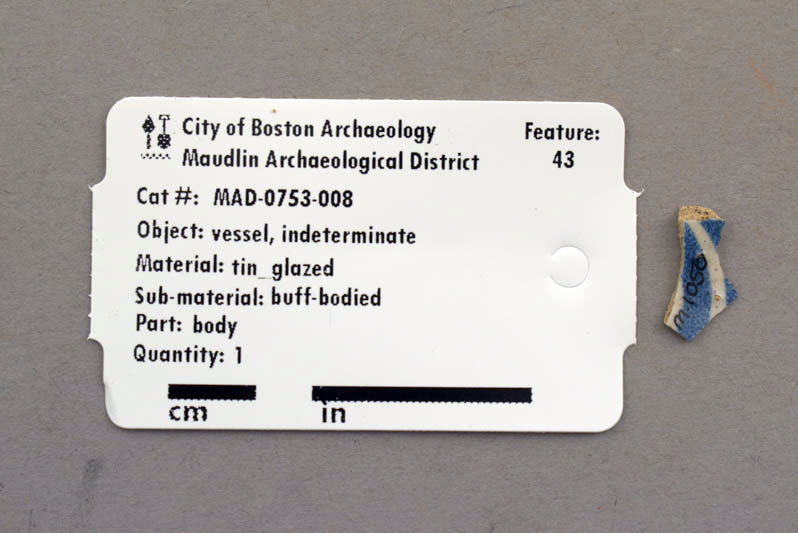 City of Boston Archaeology
Maudlin Archaeological District
Feature:
43
Cat #: MAD-0753-008
Object: vessel, indeterminate
Material: tin_glazed
Sub-material: buff-bodied
Part: body
Quantity: 1
cm
in
m.1050